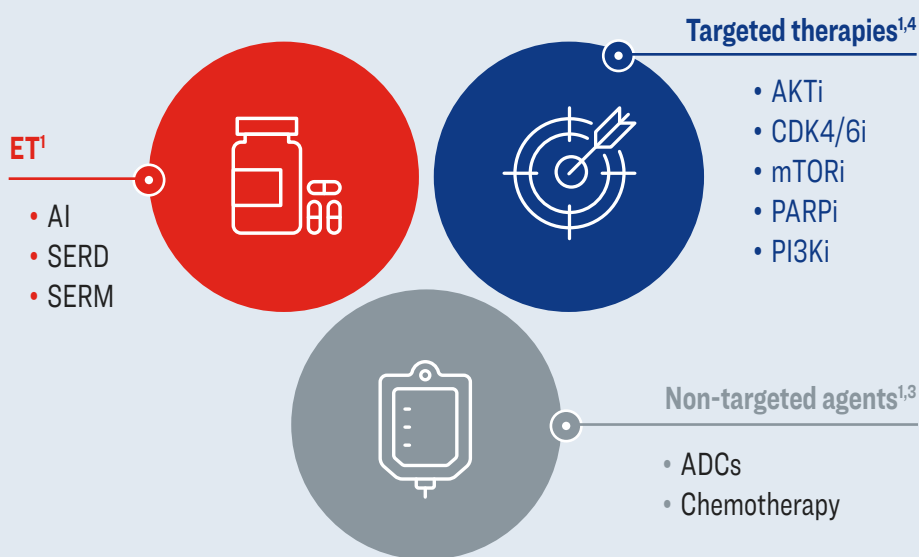 ET¹
• AI
• SERD
• SERM
Targeted therapies¹,⁴
• AKTi
• CDK4/6i
• mTORi
• PARPi
• PI3Ki
Non-targeted agents¹,³
• ADCs
• Chemotherapy